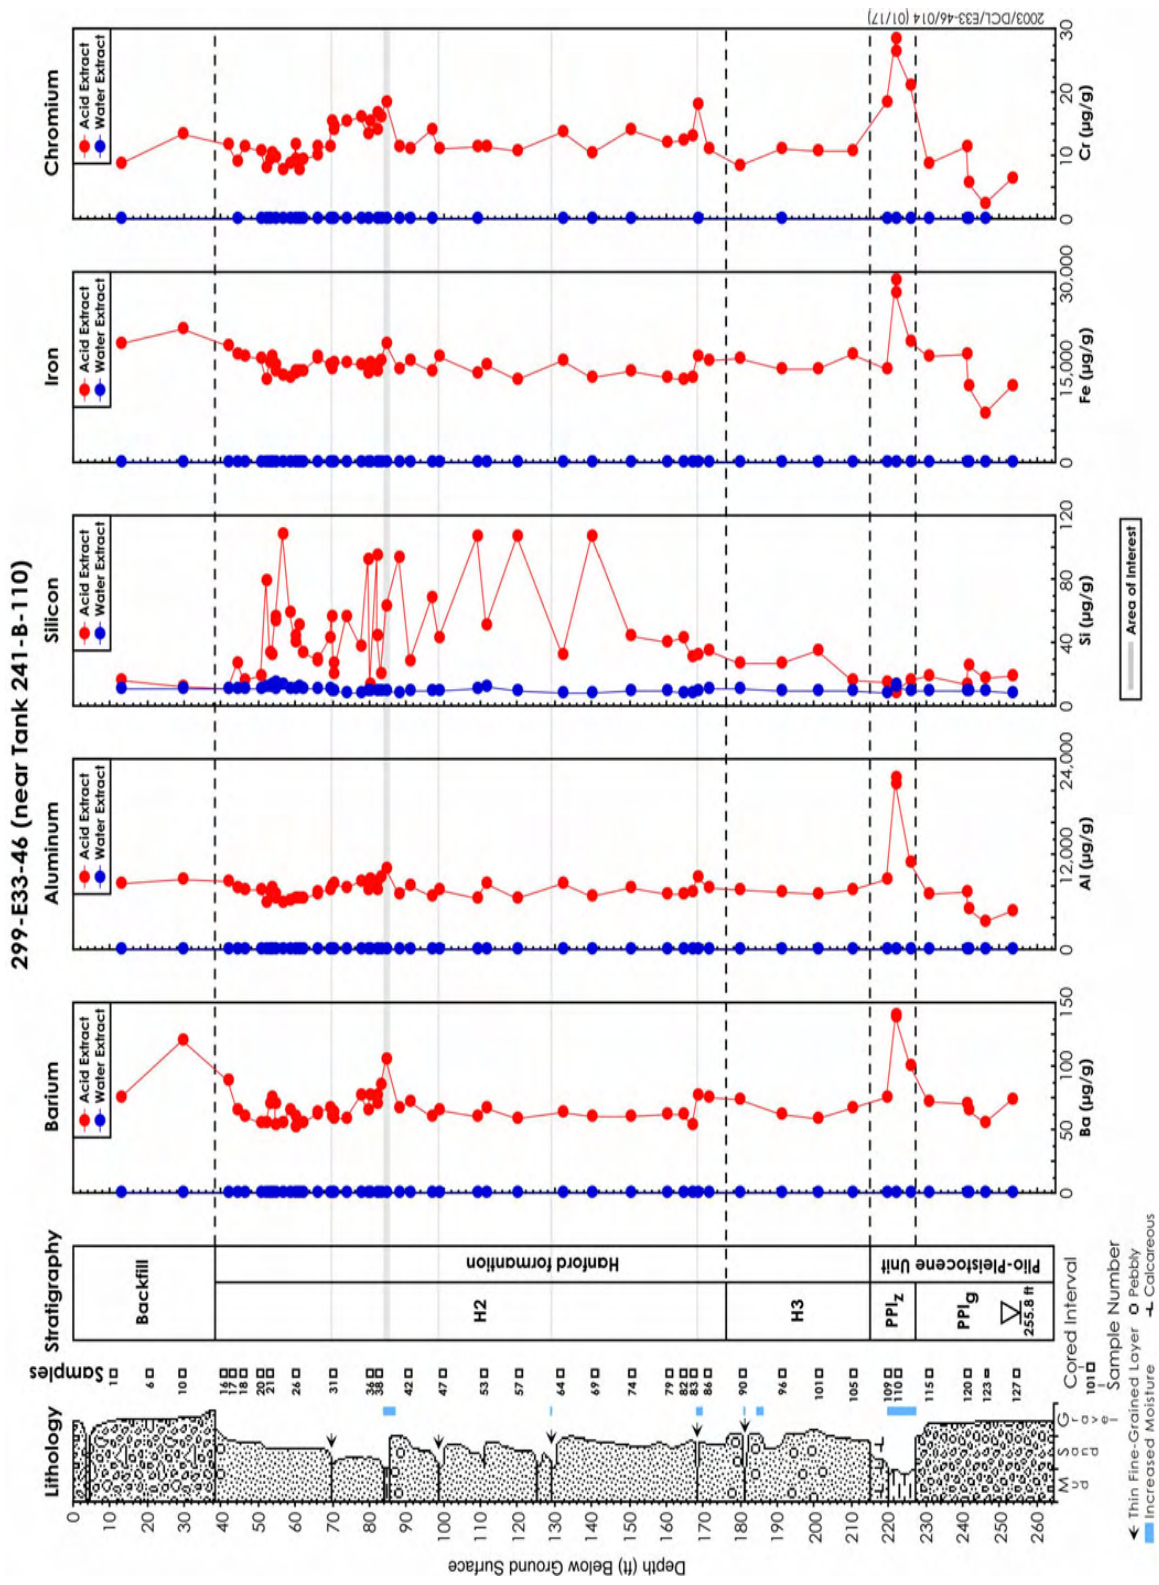 299-E33-46 (near Tank 241-B-110)
2003/DCL/E33-46/014 (01/17)
Chromium
Acid Extract
Water Extract
0 10 20 30
Cr (µg/g)
Iron
Acid Extract
Water Extract
0 15,000 30,000
Fe (µg/g)
Silicon
Acid Extract
Water Extract
0 40 80 120
Si (µg/g)
Aluminum
Acid Extract
Water Extract
0 12,000 24,000
Al (µg/g)
Barium
Acid Extract
Water Extract
0 50 100 150
Ba (µg/g)
Area of Interest
Stratigraphy
Backfill
Hanford formantion
H2
H3
Plio-Pleistocene Unit
PPlz
PPlg
255.8 ft
Samples
1
6
10
16
17
18
20
21
26
31
36
38
42
47
53
57
64
69
74
79
82
83
86
90
96
101
105
109
110
115
120
123
127
Cored Interval
101
Sample Number
Lithology
Mud
Sand
Gravel
0 10 20 30 40 50 60 70 80 90 100 110 120 130 140 150 160 170 180 190 200 210 220 230 240 250 260
Depth (ft) Below Ground Surface
Thin Fine-Grained Layer
Pebbly
Increased Moisture
Calcareous